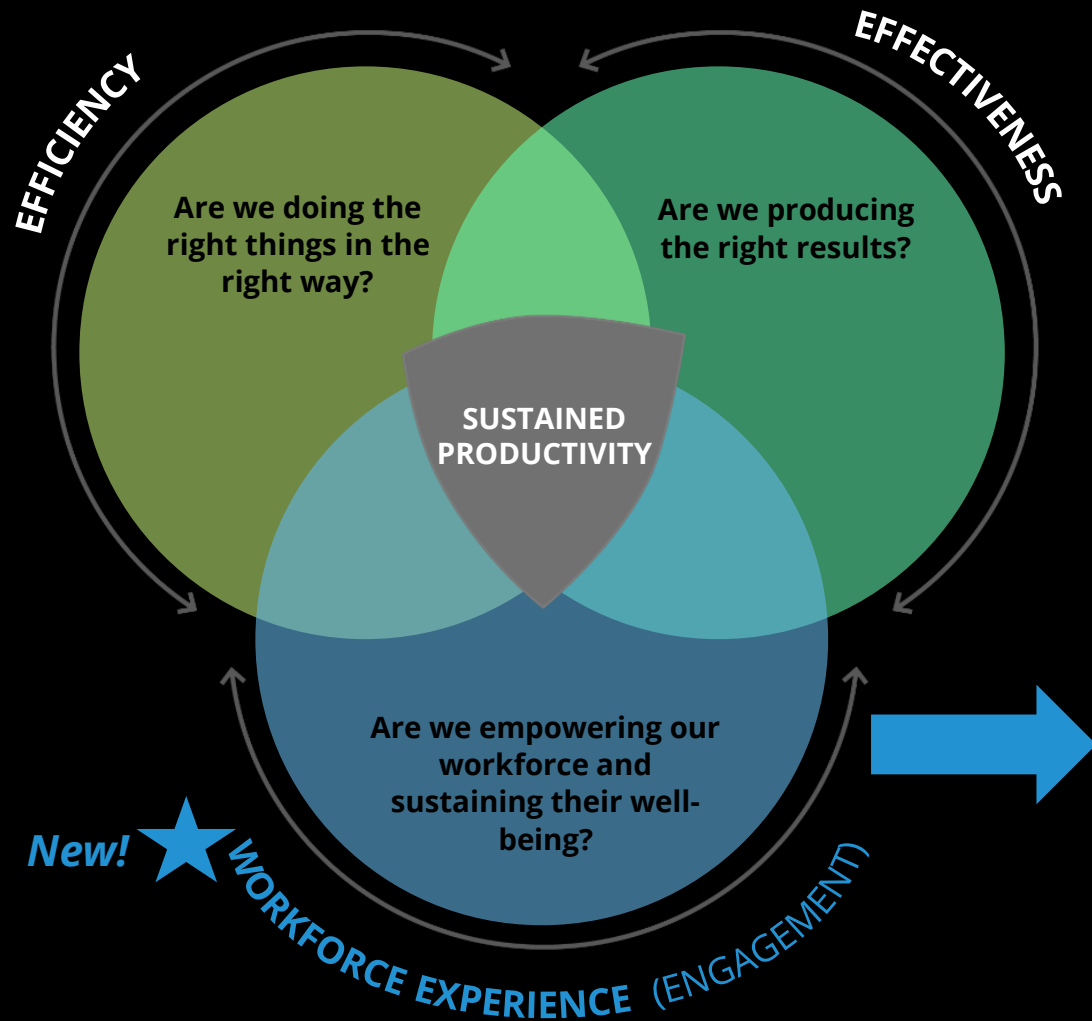 EFFICIENCY
EFFECTIVENESS
Are we doing the
right things in the
right way?
Are we producing
the right results?
SUSTAINED
PRODUCTIVITY
Are we empowering our
workforce and
sustaining their well-
being?
New!
WORKFORCE EXPERIENCE (ENGAGEMENT)